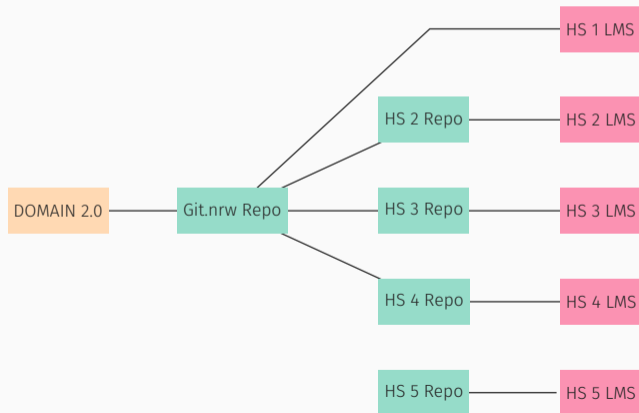 HS 1 LMS
HS 2 Repo
HS 2 LMS
DOMAIN 2.0
Git.nrw Repo
HS 3 Repo
HS 3 LMS
HS 4 Repo
HS 4 LMS
HS 5 Repo
HS 5 LMS